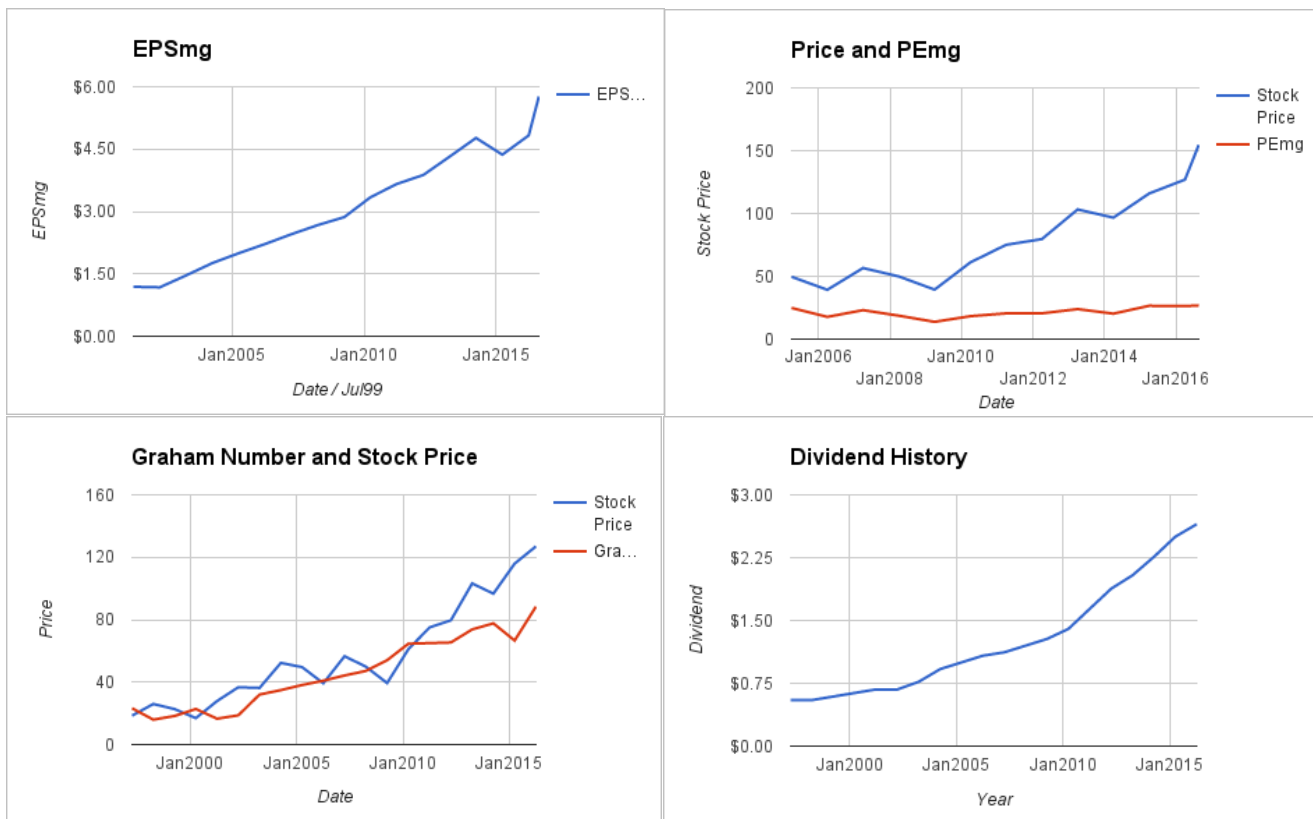 EPSmg
$6.00
$4.50
$3.00
$1.50
$0.00
EPSmg
EPS...
Jan2005
Jan2010
Jan2015
Date / Jul99
Price and PEmg
200
150
100
50
0
Stock Price
Stock
Price
PEmg
Jan2006
Jan2010
Jan2014
Jan2008
Jan2012
Jan2016
Date
Graham Number and Stock Price
160
120
80
40
0
Price
Stock
Price
Gra...
Jan2000
Jan2005
Jan2010
Jan2015
Date
Dividend History
$3.00
$2.25
$1.50
$0.75
$0.00
Dividend
Jan2000
Jan2005
Jan2010
Jan2015
Year